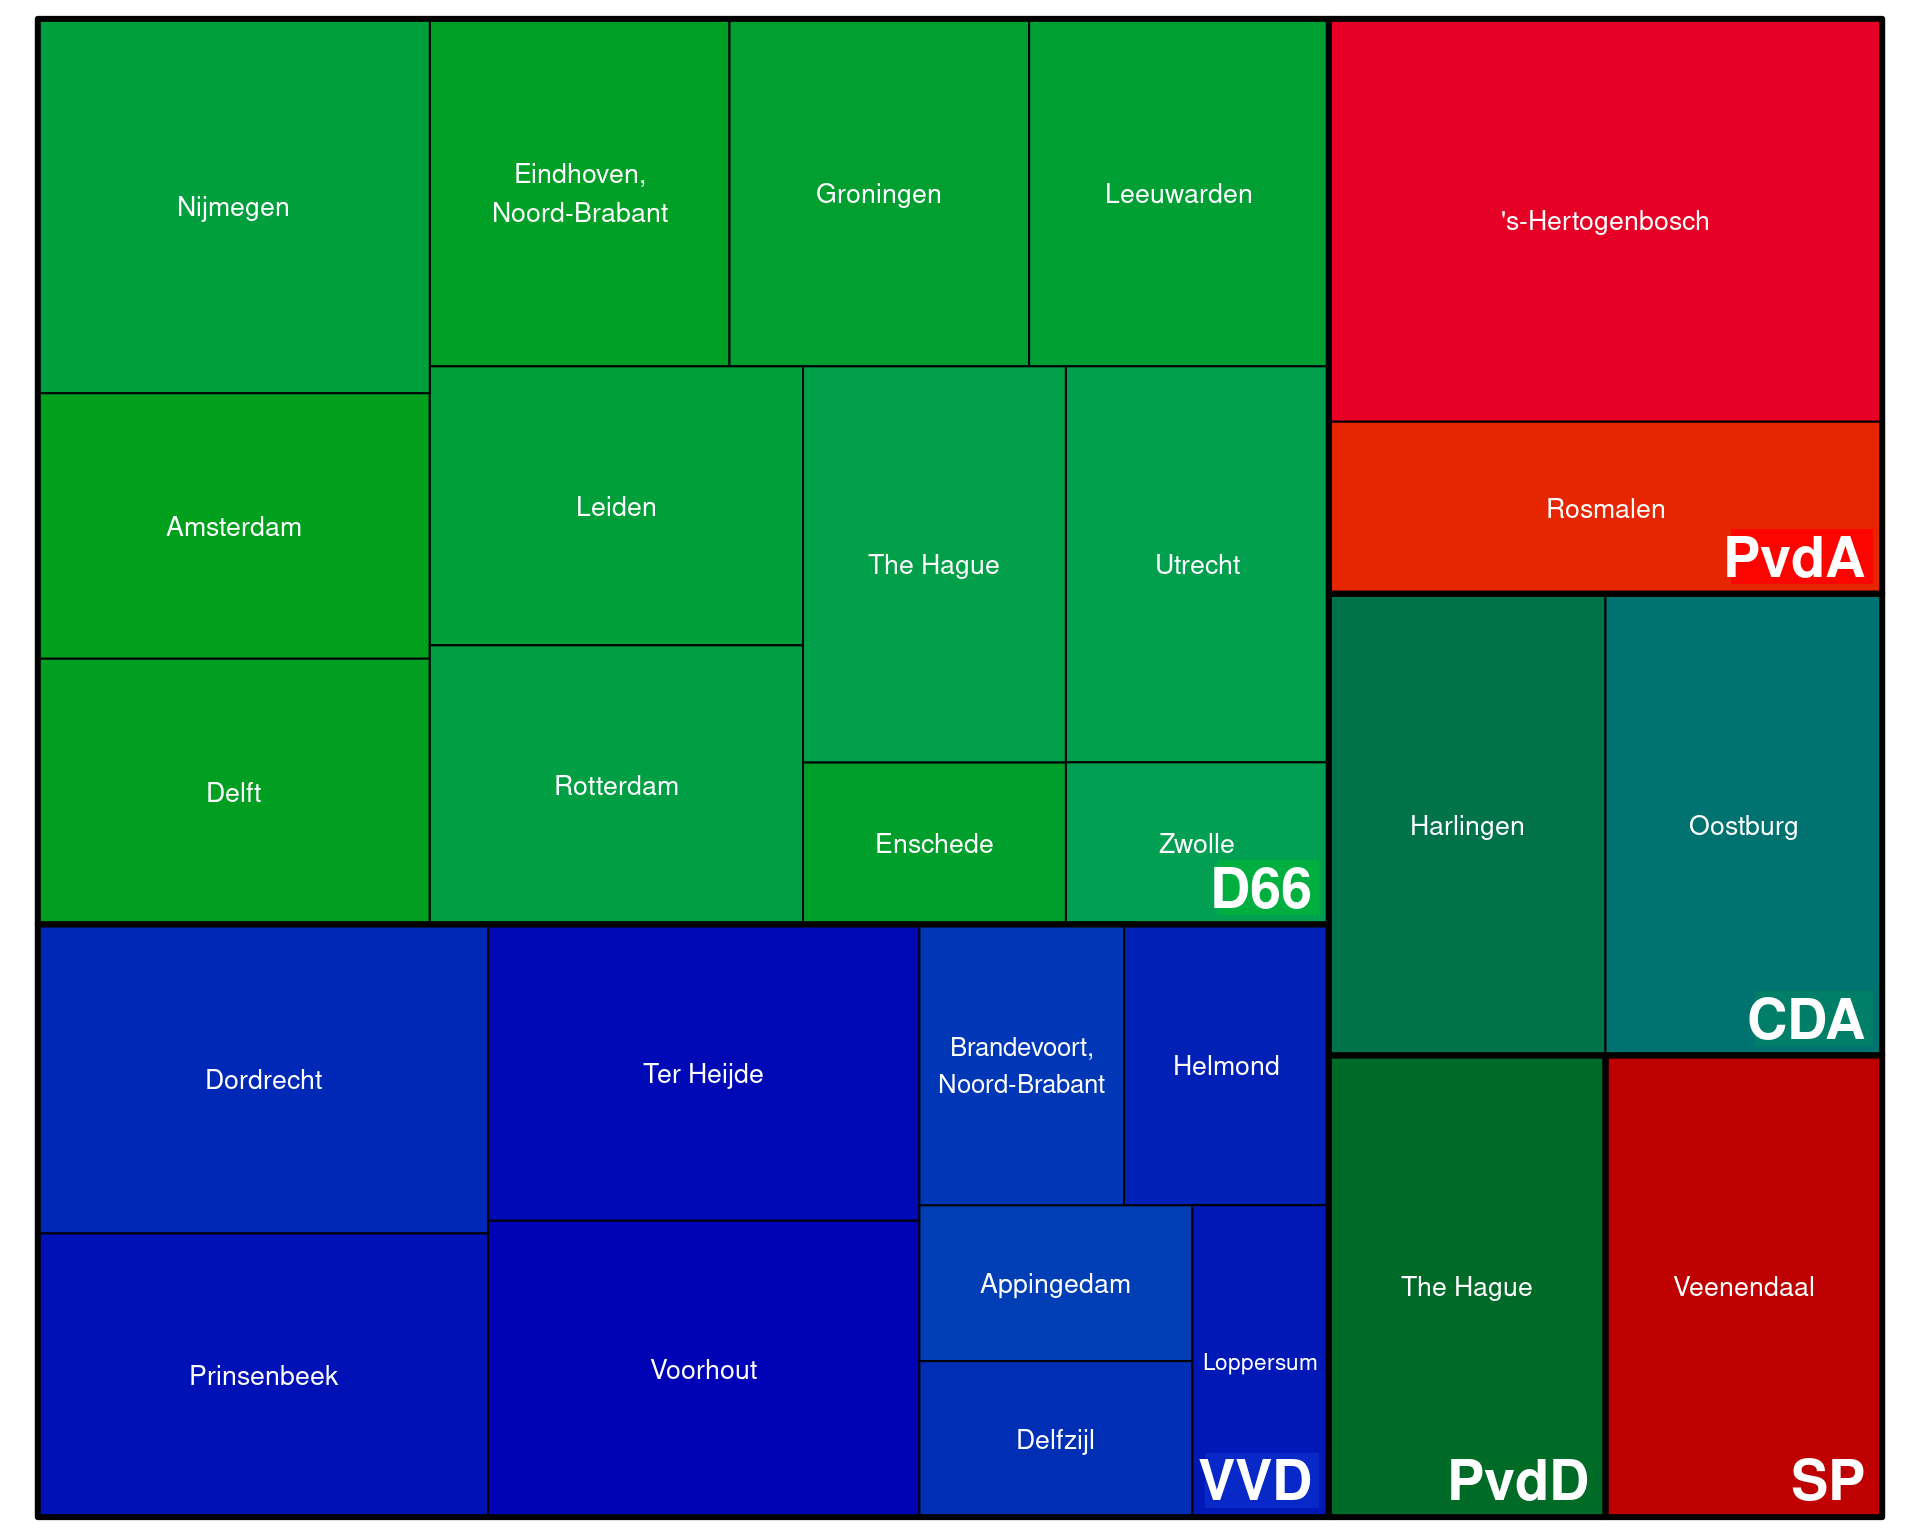 Nijmegen
Eindhoven,
Noord-Brabant
Groningen
Leeuwarden
Amsterdam
Delft
Leiden
Rotterdam
The Hague
Utrecht
Enschede
Zwolle
D66
's-Hertogenbosch
Rosmalen
PvdA
Harlingen
Oostburg
CDA
Dordrecht
Prinsenbeek
Ter Heijde
Voorhout
Brandevoort,
Noord-Brabant
Helmond
Appingedam
Delfzijl
Loppersum
VVD
The Hague
PvdD
Veenendaal
SP